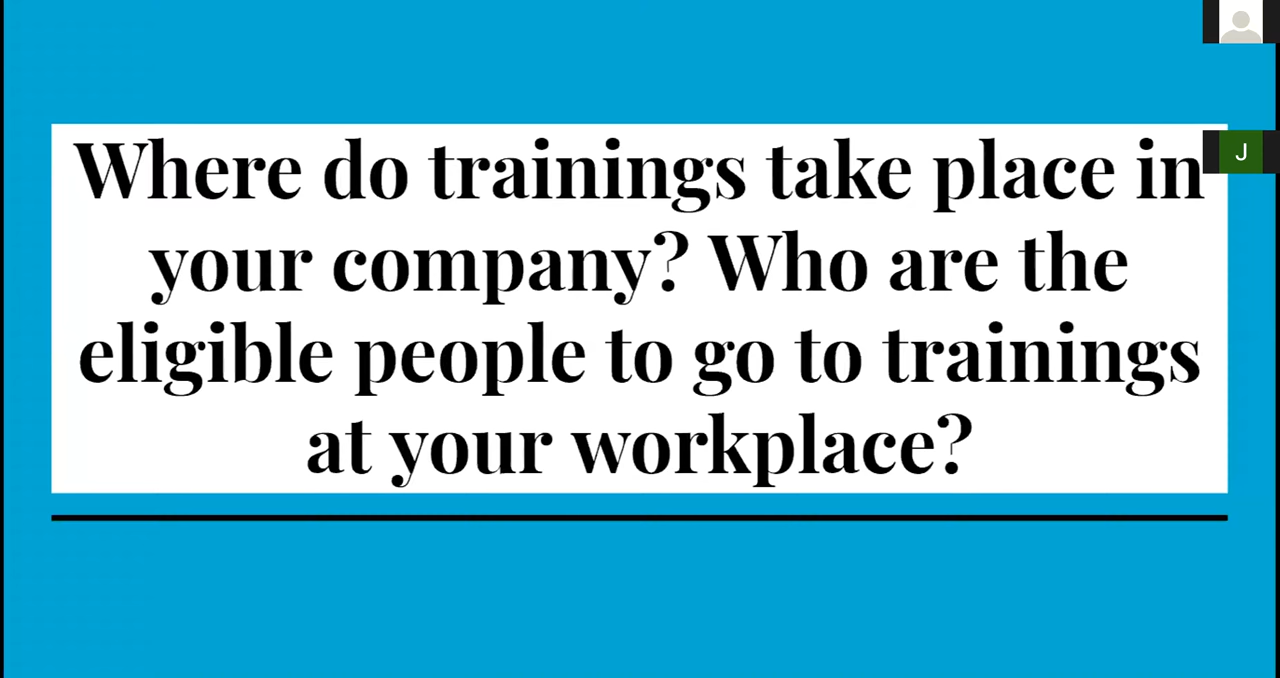 Where do trainings take place in
J
your company? Who are the
eligible people to go to trainings
at your workplace?